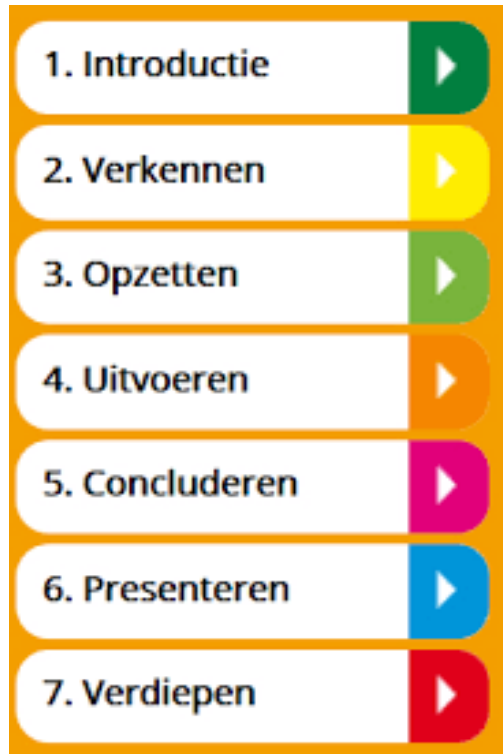 1. Introductie
2. Verkennen
3. Opzetten
4. Uitvoeren
5. Concluderen
6. Presenteren
7. Verdiepen